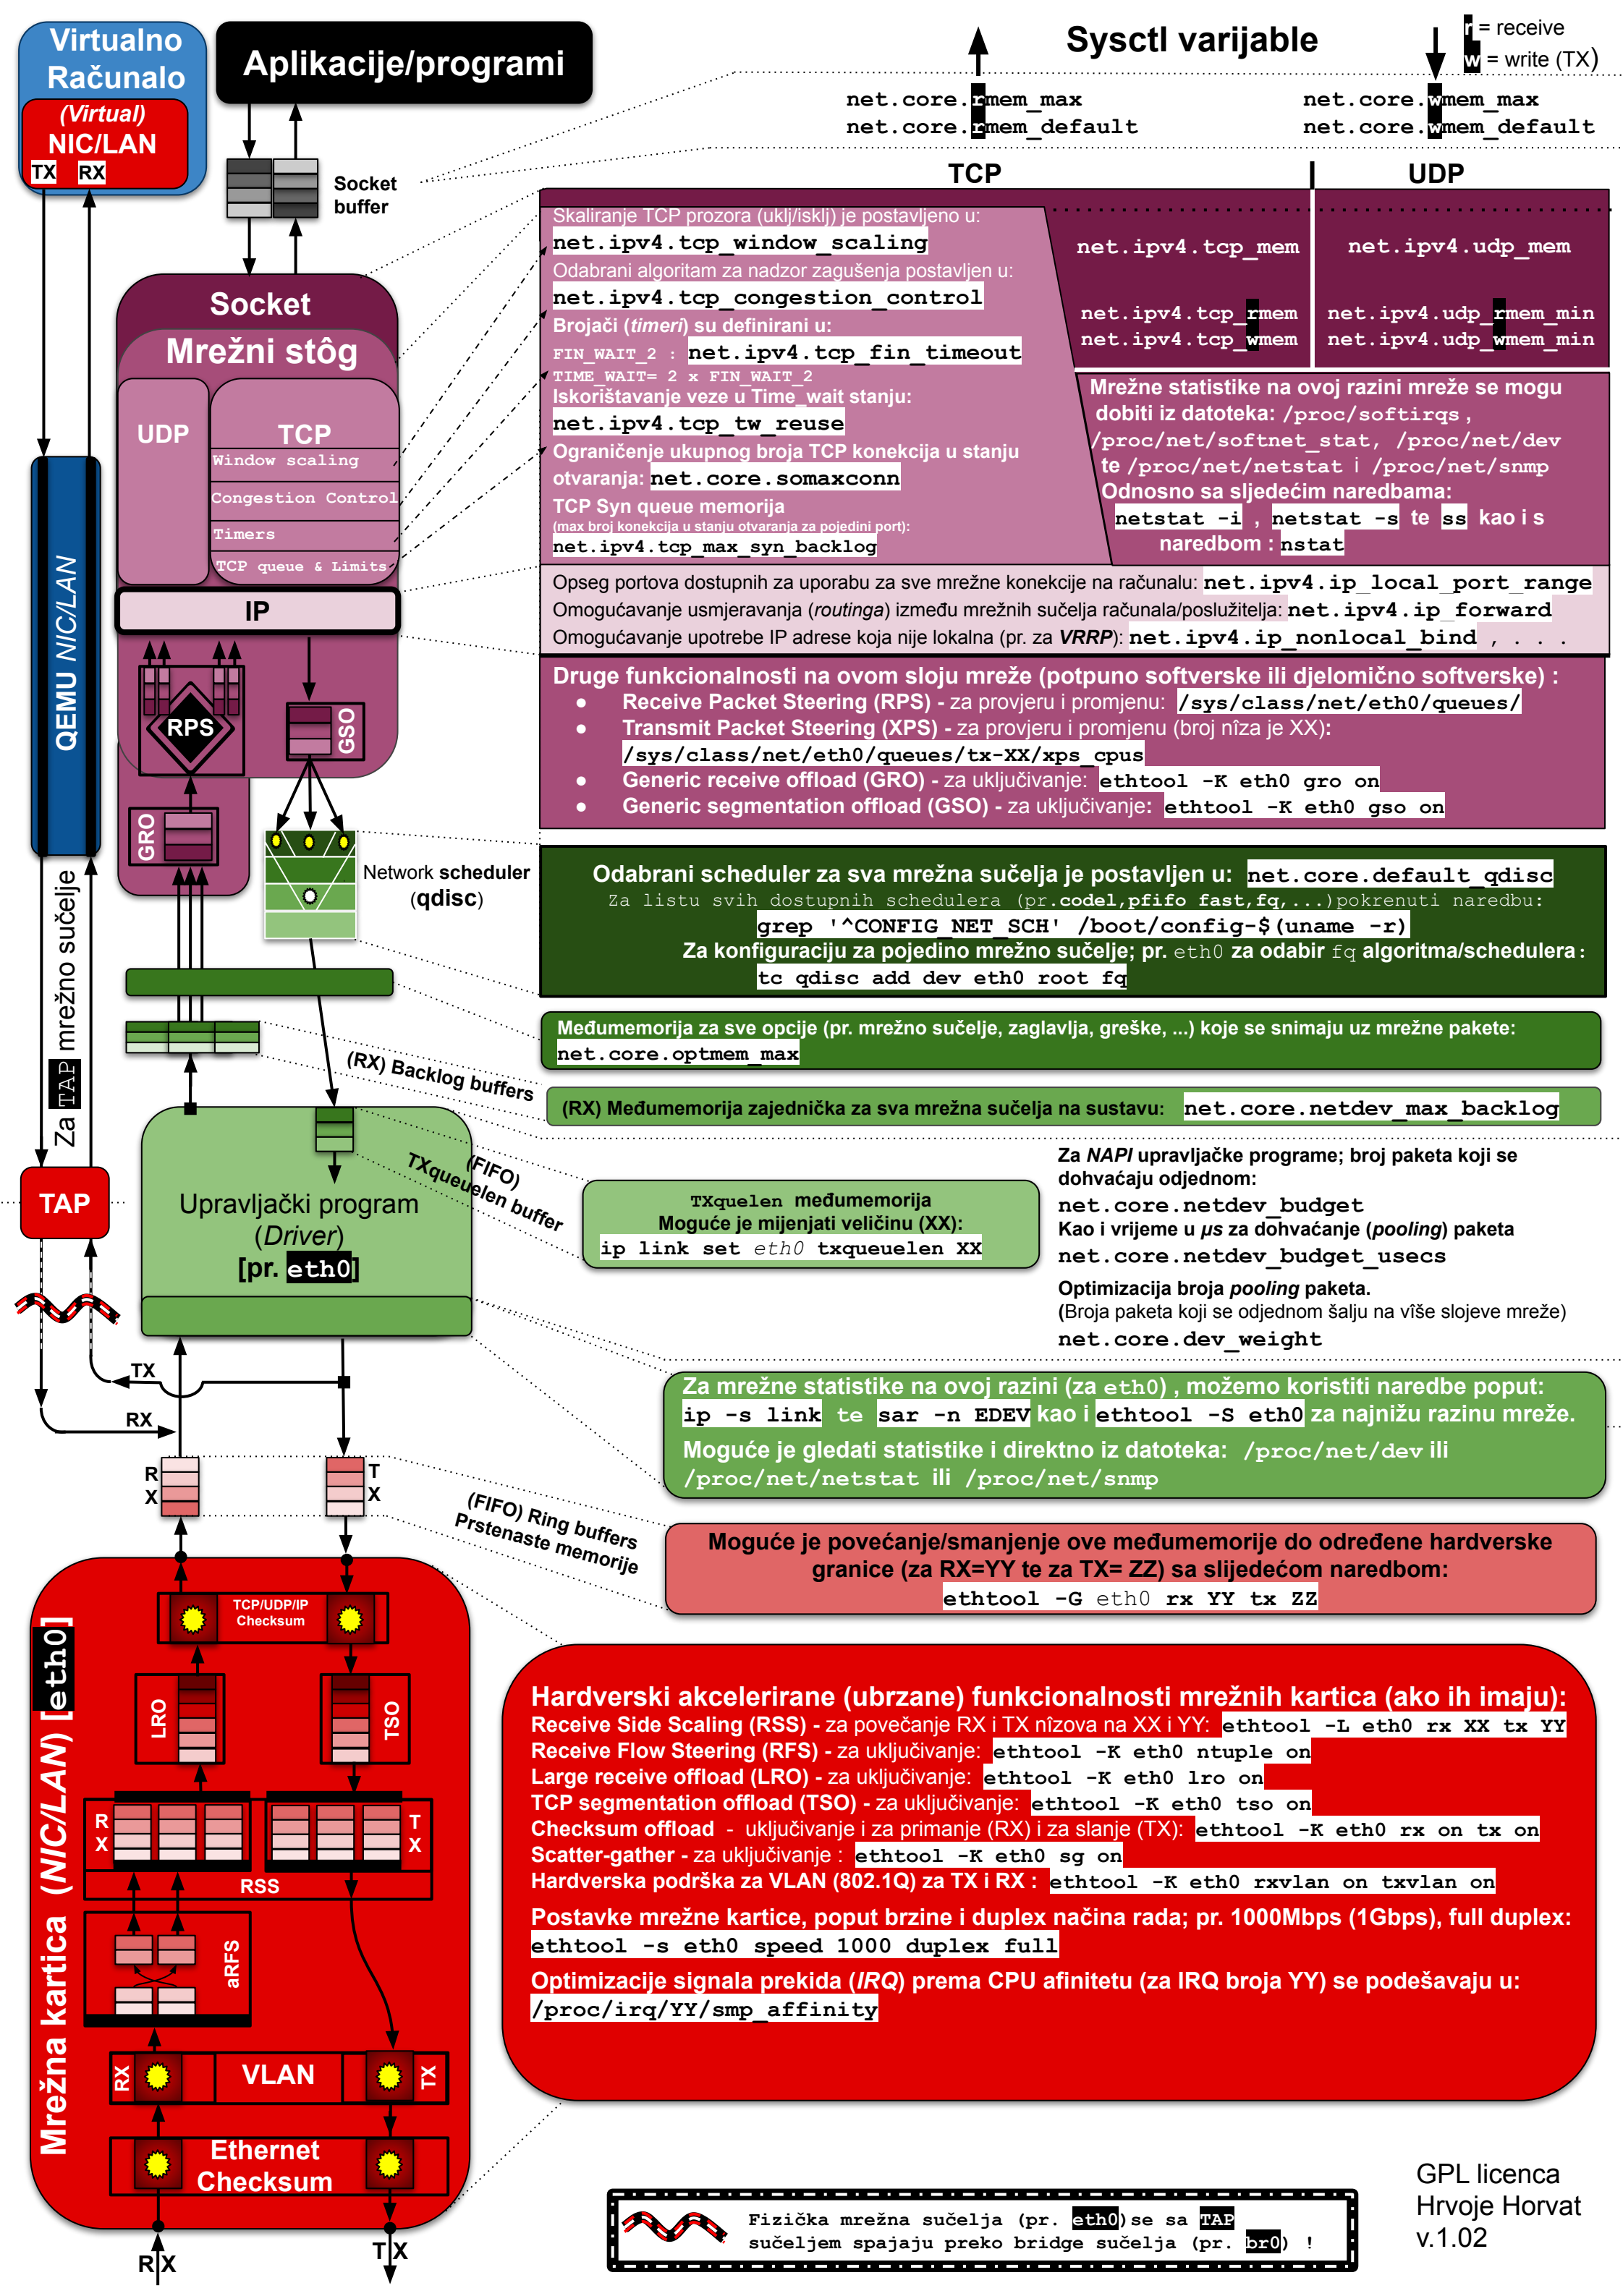 Virtualno
Računalo
(Virtual)
NIC/LAN
TX RX
Aplikacije/programi
Socket
buffer
Sysctl varijable
r = receive
w = write (TX)
net.core.rmem_max
net.core.rmem_default
net.core.wmem_max
net.core.wmem_default
TCP | UDP
Socket
Mrežni stôg
UDP
TCP
Window scaling
Congestion Control
Timers
TCP queue & Limits
IP
RPS
GSO
GRO
QEMU NIC/LAN
Za TAP mrežno sučelje
TAP
Skaliranje TCP prozora (uklj/isklj) je postavljeno u:
net.ipv4.tcp_window_scaling
Odabrani algoritam za nadzor zagušenja postavljen u:
net.ipv4.tcp_congestion_control
Brojači (timeri) su definirani u:
FIN_WAIT_2 : net.ipv4.tcp_fin_timeout
TIME_WAIT= 2 x FIN_WAIT_2
Iskorištavanje veze u Time_wait stanju:
net.ipv4.tcp_tw_reuse
Ograničenje ukupnog broja TCP konekcija u stanju
otvaranja: net.core.somaxconn
TCP Syn queue memorija
(max broj konekcija u stanju otvaranja za pojedini port):
net.ipv4.tcp_max_syn_backlog
net.ipv4.tcp_mem
net.ipv4.tcp_rmem
net.ipv4.tcp_wmem
net.ipv4.udp_mem
net.ipv4.udp_rmem_min
net.ipv4.udp_wmem_min
Mrežne statistike na ovoj razini mreže se mogu
dobiti iz datoteka: /proc/softirqs ,
/proc/net/softnet_stat, /proc/net/dev
te /proc/net/netstat i /proc/net/snmp
Odnosno sa sljedećim naredbama:
netstat -i , netstat -s te ss kao i s
naredbom : nstat
Opseg portova dostupnih za uporabu za sve mrežne konekcije na računalu: net.ipv4.ip_local_port_range
Omogućavanje usmjeravanja (routinga) između mrežnih sučelja računala/poslužitelja: net.ipv4.ip_forward
Omogućavanje upotrebe IP adrese koja nije lokalna (pr. za VRRP): net.ipv4.ip_nonlocal_bind , . . .
Druge funkcionalnosti na ovom sloju mreže (potpuno softverske ili djelomično softverske) :
● Receive Packet Steering (RPS) - za provjeru i promjenu: /sys/class/net/eth0/queues/
● Transmit Packet Steering (XPS) - za provjeru i promjenu (broj nîza je XX):
/sys/class/net/eth0/queues/tx-XX/xps_cpus
● Generic receive offload (GRO) - za uključivanje: ethtool -K eth0 gro on
● Generic segmentation offload (GSO) - za uključivanje: ethtool -K eth0 gso on
Network scheduler
(qdisc)
Odabrani scheduler za sva mrežna sučelja je postavljen u: net.core.default_qdisc
Za listu svih dostupnih schedulera (pr.codel,pfifo fast,fq,...)pokrenuti naredbu:
grep '^CONFIG_NET_SCH' /boot/config-$(uname -r)
Za konfiguraciju za pojedino mrežno sučelje; pr. eth0 za odabir fq algoritma/schedulera:
tc qdisc add dev eth0 root fq
Međumemorija za sve opcije (pr. mrežno sučelje, zaglavlja, greške, ...) koje se snimaju uz mrežne pakete:
net.core.optmem_max
(RX) Backlog buffers
(RX) Međumemorija zajednička za sva mrežna sučelja na sustavu: net.core.netdev_max_backlog
Upravljački program
(Driver)
[pr. eth0]
(FIFO)
TXqueuelen buffer
TXquelen međumemorija
Moguće je mijenjati veličinu (XX):
ip link set eth0 txqueuelen XX
Za NAPI upravljačke programe; broj paketa koji se
dohvaćaju odjednom:
net.core.netdev_budget
Kao i vrijeme u µs za dohvaćanje (pooling) paketa
net.core.netdev_budget_usecs
Optimizacija broja pooling paketa.
(Broja paketa koji se odjednom šalju na vîše slojeve mreže)
net.core.dev_weight
TX
RX
Za mrežne statistike na ovoj razini (za eth0) , možemo koristiti naredbe poput:
ip -s link te sar -n EDEV kao i ethtool -S eth0 za najnižu razinu mreže.
Moguće je gledati statistike i direktno iz datoteka: /proc/net/dev ili
/proc/net/netstat ili /proc/net/snmp
RX
TX
(FIFO) Ring buffers
Prstenaste memorije
Moguće je povećanje/smanjenje ove međumemorije do određene hardverske
granice (za RX=YY te za TX= ZZ) sa slijedećom naredbom:
ethtool -G eth0 rx YY tx ZZ
Mrežna kartica (NIC/LAN) [eth0]
TCP/UDP/IP
Checksum
LRO
TSO
RX
TX
RSS
aRFS
RX
VLAN
TX
Ethernet
Checksum
RX
TX
Hardverski akcelerirane (ubrzane) funkcionalnosti mrežnih kartica (ako ih imaju):
Receive Side Scaling (RSS) - za povečanje RX i TX nîzova na XX i YY: ethtool -L eth0 rx XX tx YY
Receive Flow Steering (RFS) - za uključivanje: ethtool -K eth0 ntuple on
Large receive offload (LRO) - za uključivanje: ethtool -K eth0 lro on
TCP segmentation offload (TSO) - za uključivanje: ethtool -K eth0 tso on
Checksum offload - uključivanje i za primanje (RX) i za slanje (TX): ethtool -K eth0 rx on tx on
Scatter-gather - za uključivanje : ethtool -K eth0 sg on
Hardverska podrška za VLAN (802.1Q) za TX i RX : ethtool -K eth0 rxvlan on txvlan on
Postavke mrežne kartice, poput brzine i duplex načina rada; pr. 1000Mbps (1Gbps), full duplex:
ethtool -s eth0 speed 1000 duplex full
Optimizacije signala prekida (IRQ) prema CPU afinitetu (za IRQ broja YY) se podešavaju u:
/proc/irq/YY/smp_affinity
Fizička mrežna sučelja (pr. eth0)se sa TAP
sučeljem spajaju preko bridge sučelja (pr. br0) !
GPL licenca
Hrvoje Horvat
v.1.02